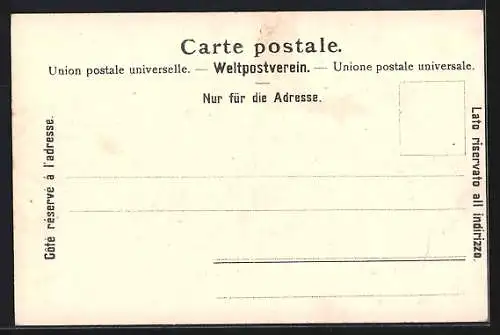 Carte postale.
Union postale universelle. — Weltpostverein. — Unione postale universale.
Nur für die Adresse.
Côté réservé à l'adresse.
Lato riservato all indirizzo.